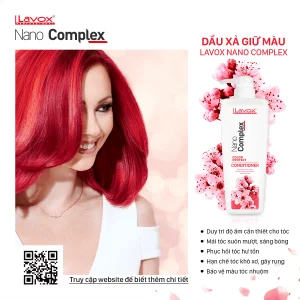 Lavox
PROFESSIONAL
Nano Complex
DẦU XẢ GIỮ MÀU
LAVOX NANO COMPLEX
LAVOX
Nano
Complex
CONDITIONER
Duy trì độ ẩm cần thiết cho tóc
Mái tóc suôn mượt, sáng bóng
Phục hồi tóc hư tổn
Hạn chế tóc khô xơ, gãy rụng
Bảo vệ màu tóc nhuộm
Truy cập website để biết thêm chi tiết